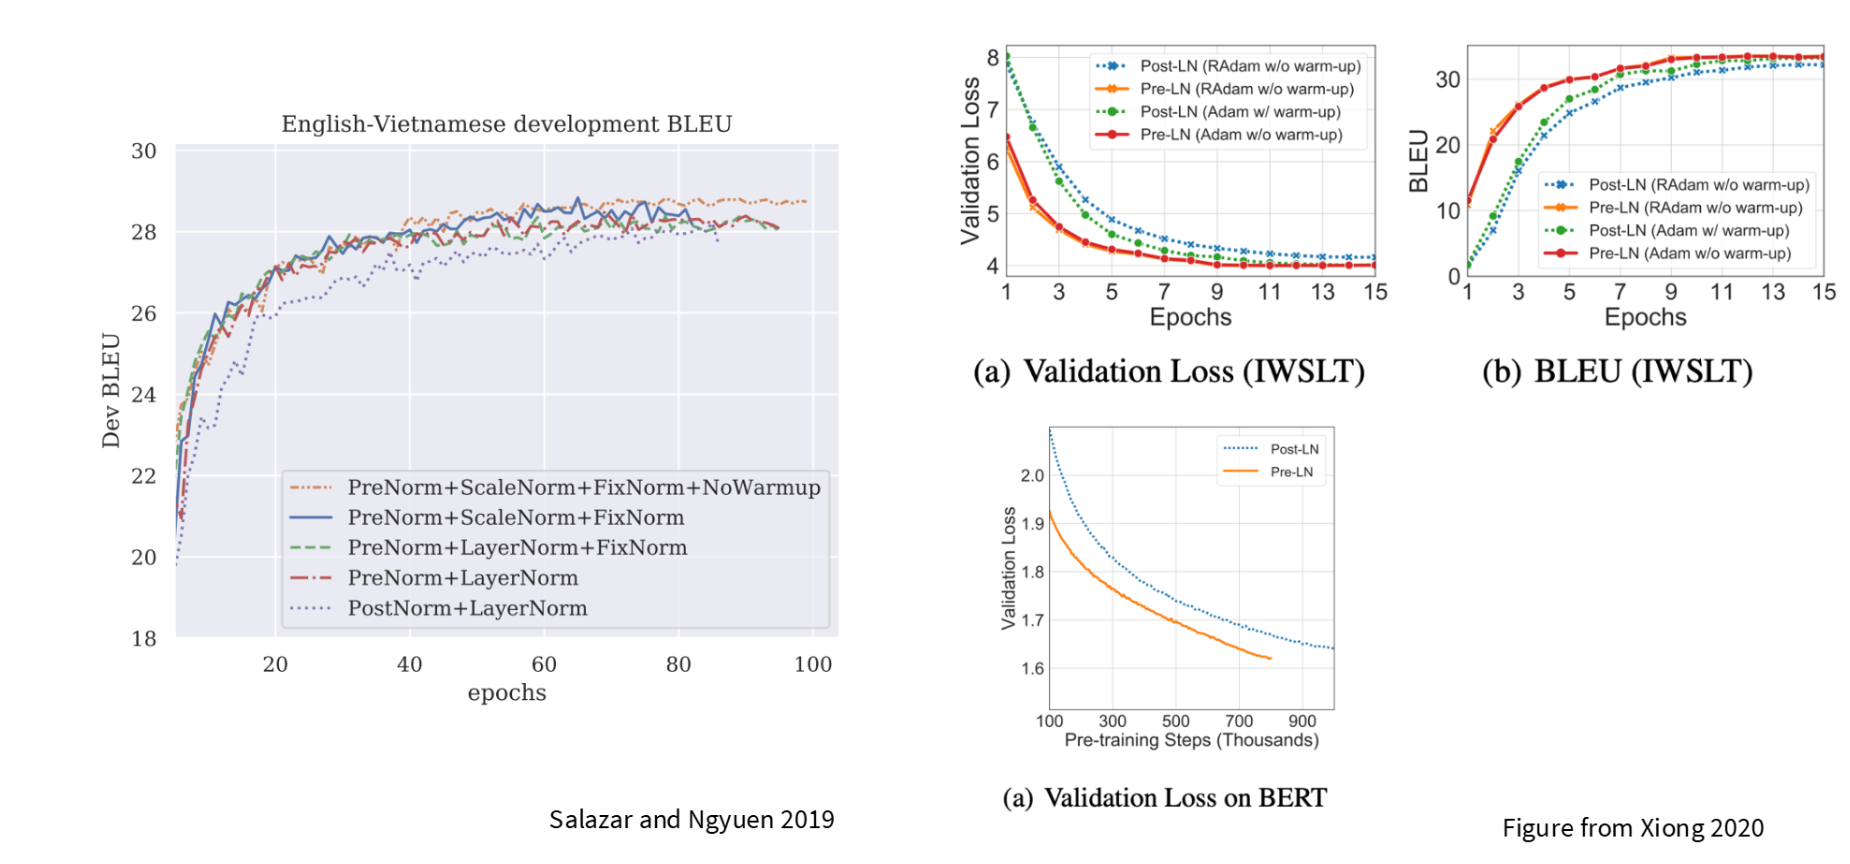 English-Vietnamese development BLEU
30
28
26
24
22
20
18
Dev BLEU
PreNorm+ScaleNorm+FixNorm+NoWarmup
PreNorm+ScaleNorm+FixNorm
PreNorm+LayerNorm+FixNorm
PreNorm+LayerNorm
PostNorm+LayerNorm
20 40 60 80 100
epochs
Salazar and Ngyuen 2019
8
7
6
5
4
Validation Loss
Post-LN (RAdam w/o warm-up)
Pre-LN (RAdam w/o warm-up)
Post-LN (Adam w/ warm-up)
Pre-LN (Adam w/o warm-up)
1 3 5 7 9 11 13 15
Epochs
(a) Validation Loss (IWSLT)
30
20
10
0
BLEU
Post-LN (RAdam w/o warm-up)
Pre-LN (RAdam w/o warm-up)
Post-LN (Adam w/ warm-up)
Pre-LN (Adam w/o warm-up)
1 3 5 7 9 11 13 15
Epochs
(b) BLEU (IWSLT)
2.0
1.9
1.8
1.7
1.6
Validation Loss
Post-LN
Pre-LN
100 300 500 700 900
Pre-training Steps (Thousands)
(a) Validation Loss on BERT
Figure from Xiong 2020